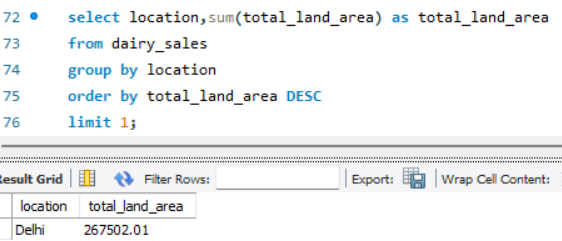 72 select location,sum(total_land_area) as total_land_area
73 from dairy_sales
74 group by location
75 order by total_land_area DESC
76 limit 1;
Result Grid Filter Rows: Export: Wrap Cell Content:
location total_land_area
Delhi 267502.01